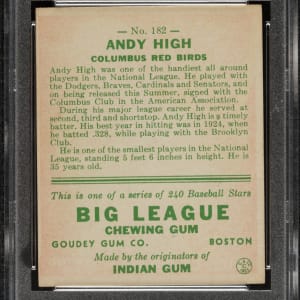 — No. 182 —
ANDY HIGH
COLUMBUS RED BIRDS
Andy High was one of the handiest all around
players in the National League. He played with
the Dodgers, Braves, Cardinals and Senators, and
on being released this Summer, signed with the
Columbus Club in the American Association.
During his major league career he served at
second, third and shortstop. Andy High is a timely
batter. His best year in hitting was in 1924, when
he batted .328, while playing with the Brooklyn
Club.
He is one of the smallest players in the National
League, standing 5 feet 6 inches in height. He is
35 years old.
This is one of a series of 240 Baseball Stars
BIG LEAGUE
CHEWING GUM
GOUDEY GUM CO. BOSTON
Made by the originators of
INDIAN GUM